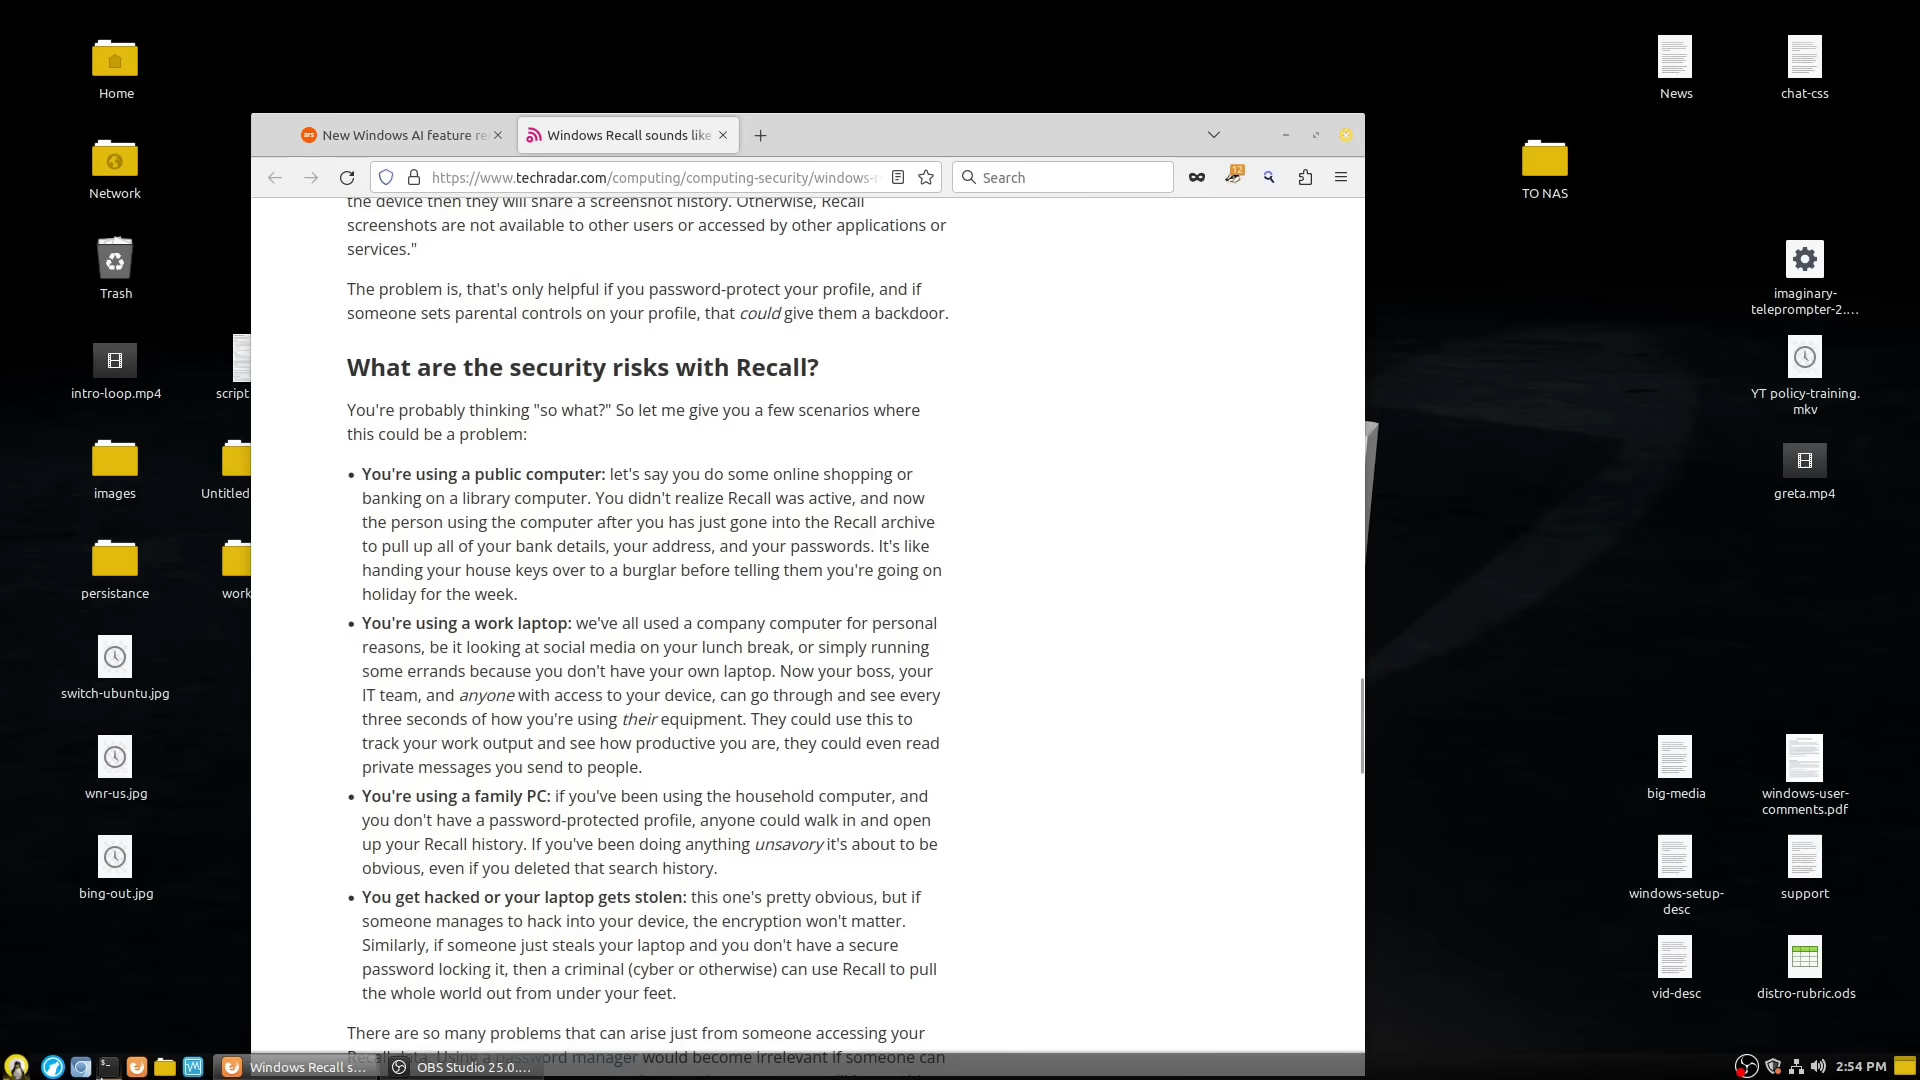 Home
Network
Trash
intro-loop.mp4
script
images
Untitled
persistance
work
switch-ubuntu.jpg
wnr-us.jpg
bing-out.jpg
News
chat-css
TO NAS
imaginary-
teleprompter-2....
YT policy-training.
mkv
greta.mp4
big-media
windows-user-
comments.pdf
windows-setup-
desc
support
vid-desc
distro-rubric.ods
ars
New Windows AI feature re
Windows Recall sounds like
https://www.techradar.com/computing/computing-security/windows-r
Search
12
the device then they will share a screenshot history. Otherwise, Recall
screenshots are not available to other users or accessed by other applications or
services."
The problem is, that's only helpful if you password-protect your profile, and if
someone sets parental controls on your profile, that could give them a backdoor.
What are the security risks with Recall?
You're probably thinking "so what?" So let me give you a few scenarios where
this could be a problem:
• You're using a public computer: let's say you do some online shopping or
banking on a library computer. You didn't realize Recall was active, and now
the person using the computer after you has just gone into the Recall archive
to pull up all of your bank details, your address, and your passwords. It's like
handing your house keys over to a burglar before telling them you're going on
holiday for the week.
• You're using a work laptop: we've all used a company computer for personal
reasons, be it looking at social media on your lunch break, or simply running
some errands because you don't have your own laptop. Now your boss, your
IT team, and anyone with access to your device, can go through and see every
three seconds of how you're using their equipment. They could use this to
track your work output and see how productive you are, they could even read
private messages you send to people.
• You're using a family PC: if you've been using the household computer, and
you don't have a password-protected profile, anyone could walk in and open
up your Recall history. If you've been doing anything unsavory it's about to be
obvious, even if you deleted that search history.
• You get hacked or your laptop gets stolen: this one's pretty obvious, but if
someone manages to hack into your device, the encryption won't matter.
Similarly, if someone just steals your laptop and you don't have a secure
password locking it, then a criminal (cyber or otherwise) can use Recall to pull
the whole world out from under your feet.
There are so many problems that can arise just from someone accessing your
Recall data. Using a password manager would become irrelevant if someone can
Windows Recall s...
OBS Studio 25.0....
2:54 PM